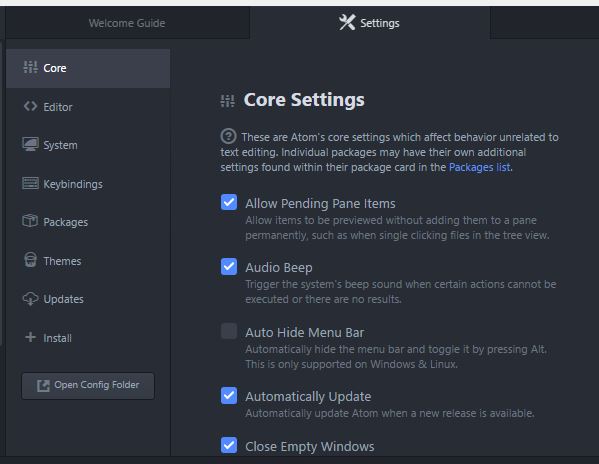 Welcome Guide
Settings
Core
Editor
System
Keybindings
Packages
Themes
Updates
Install
Open Config Folder
Core Settings
These are Atom's core settings which affect behavior unrelated to
text editing. Individual packages may have their own additional
settings found within their package card in the Packages list.
Allow Pending Pane Items
Allow items to be previewed without adding them to a pane
permanently, such as when single clicking files in the tree view.
Audio Beep
Trigger the system's beep sound when certain actions cannot be
executed or there are no results.
Auto Hide Menu Bar
Automatically hide the menu bar and toggle it by pressing Alt.
This is only supported on Windows & Linux.
Automatically Update
Automatically update Atom when a new release is available.
Close Empty Windows